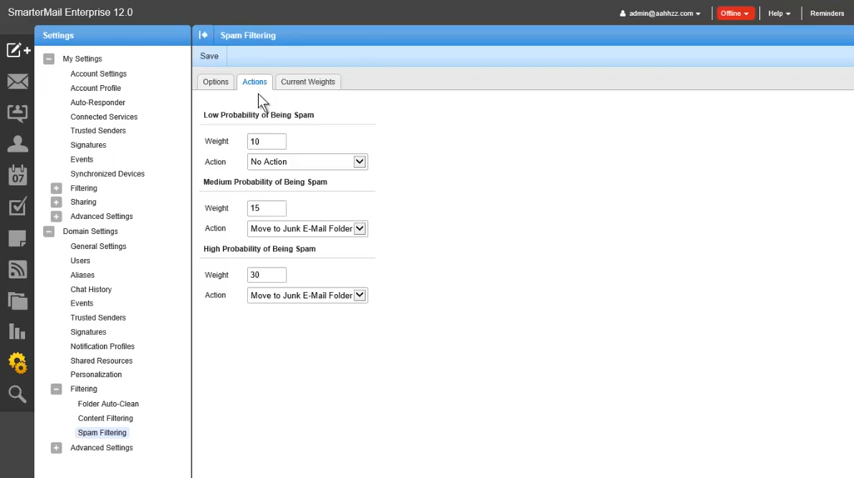 SmarterMail Enterprise 12.0
admin@aahhzz.com
Offline
Help
Reminders
Settings
Spam Filtering
Save
Options
Actions
Current Weights
My Settings
Account Settings
Account Profile
Auto-Responder
Connected Services
Trusted Senders
Signatures
Events
Synchronized Devices
Filtering
Sharing
Advanced Settings
Domain Settings
General Settings
Users
Aliases
Chat History
Events
Trusted Senders
Signatures
Notification Profiles
Shared Resources
Personalization
Filtering
Folder Auto-Clean
Content Filtering
Spam Filtering
Advanced Settings
07
Low Probability of Being Spam
Weight 10
Action No Action
Medium Probability of Being Spam
Weight 15
Action Move to Junk E-Mail Folder
High Probability of Being Spam
Weight 30
Action Move to Junk E-Mail Folder